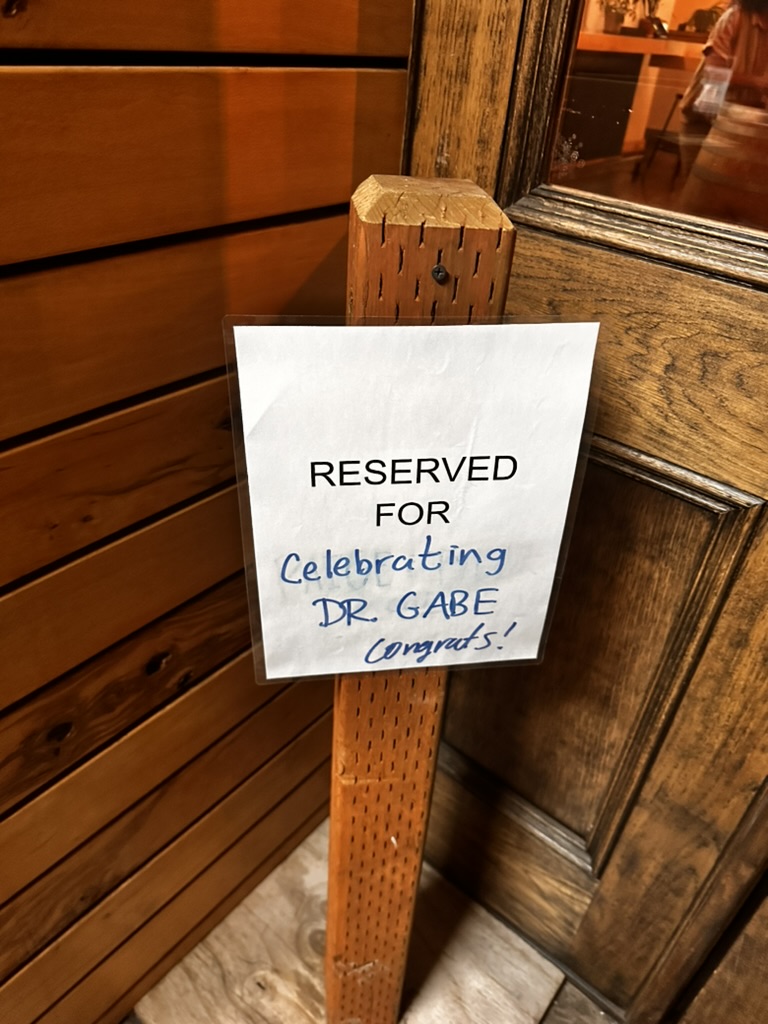 RESERVED
FOR
Celebrating
DR. GABE
Congrats!